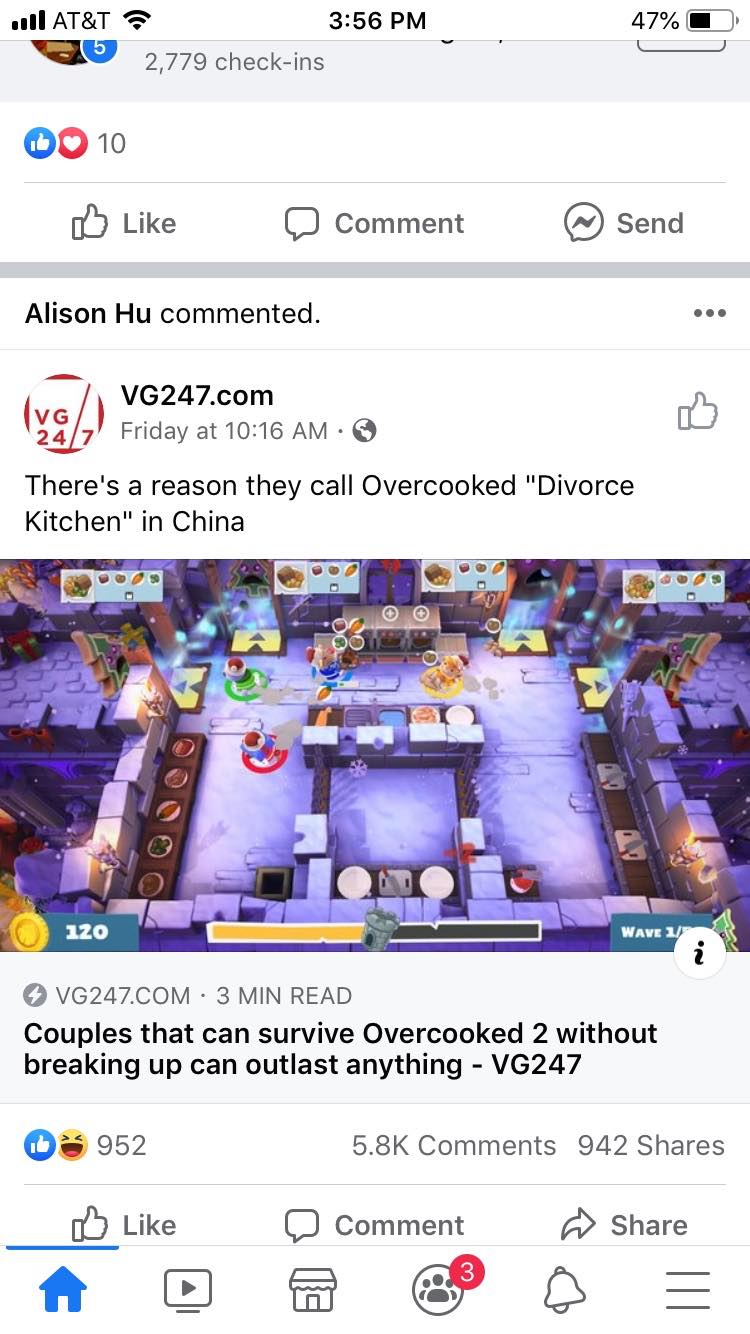 AT&T
3:56 PM
47%
5
2,779 check-ins
10
Like
Comment
Send
Alison Hu commented.
VG
24/7
VG247.com
Friday at 10:16 AM ·
There's a reason they call Overcooked "Divorce
Kitchen" in China
120
WAVE 1/
i
VG247.COM · 3 MIN READ
Couples that can survive Overcooked 2 without
breaking up can outlast anything - VG247
952
5.8K Comments
942 Shares
Like
Comment
Share
3